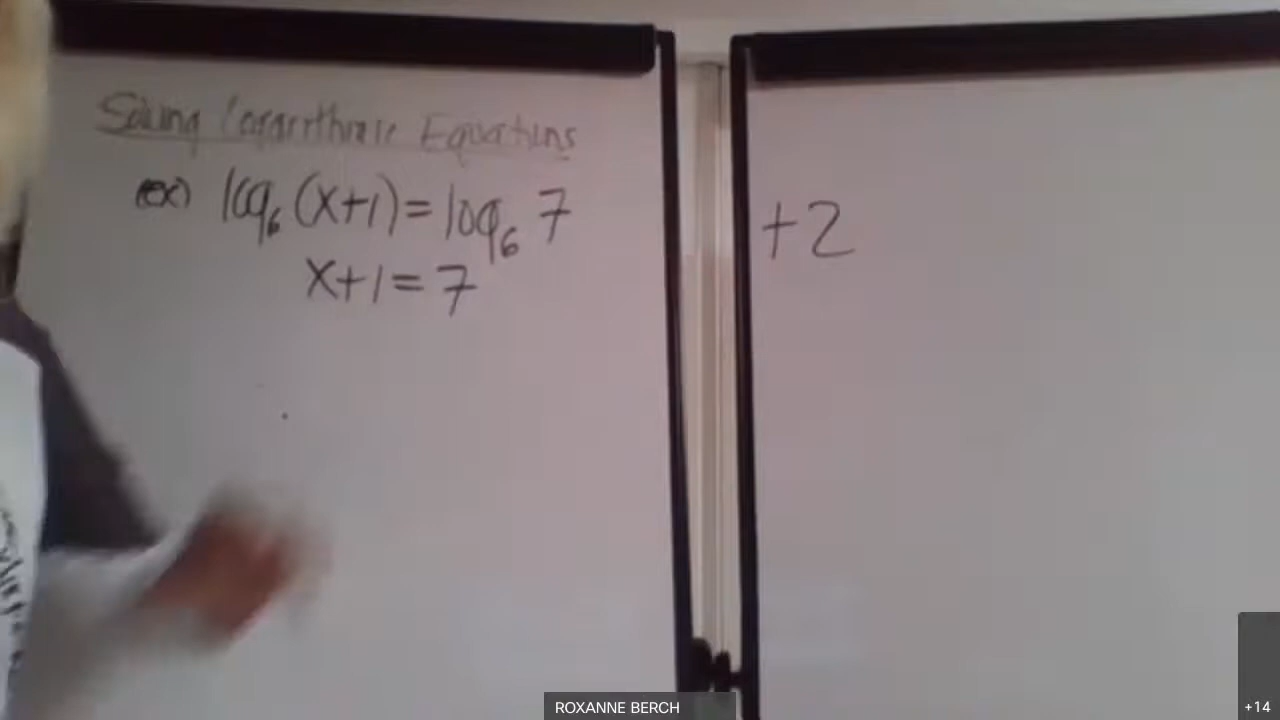 Solving Logarithmic Equations
(ex) log₆ (x+1) = log₆ 7
+2
x+1 = 7
ROXANNE BERCH
+14